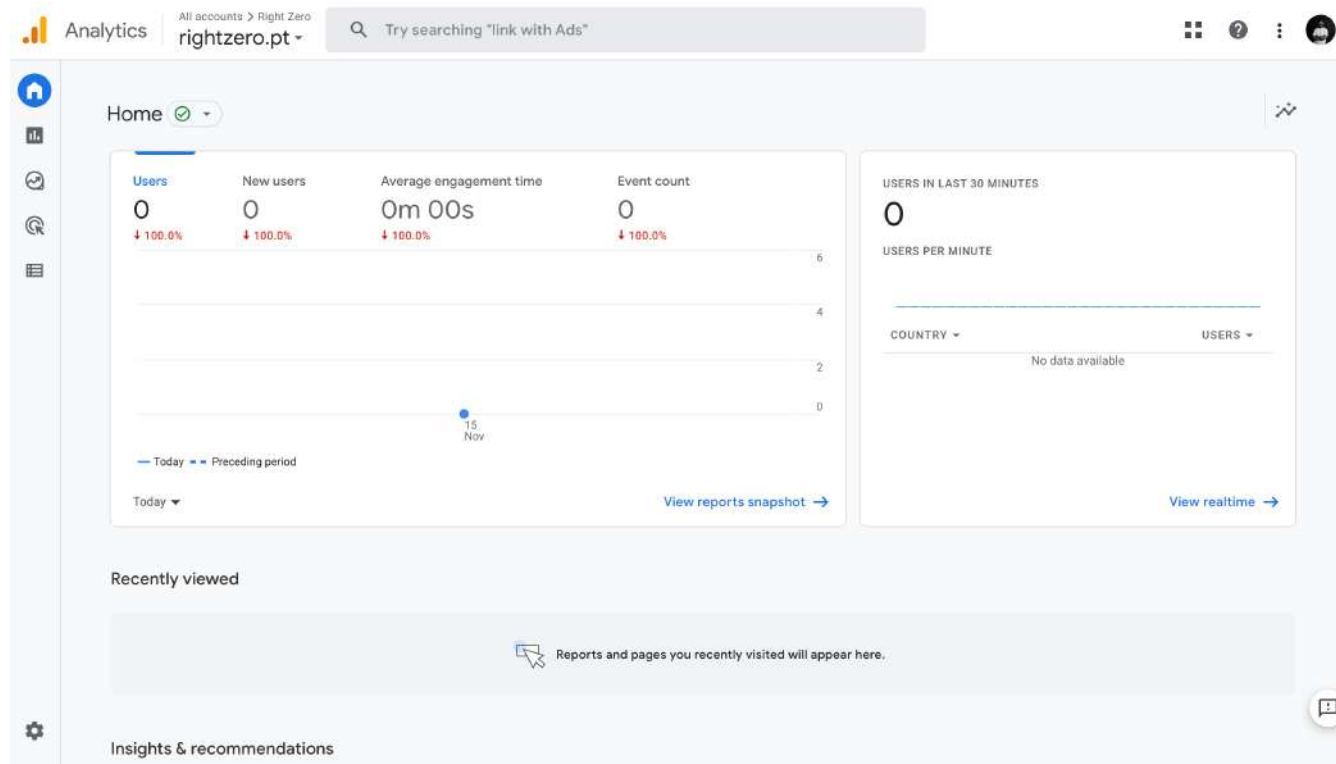 Analytics
All accounts > Right Zero
rightzero.pt
Try searching "link with Ads"
Home
Users
0
↓ 100.0%
New users
0
↓ 100.0%
Average engagement time
0m 00s
↓ 100.0%
Event count
0
↓ 100.0%
6
4
2
0
15
Nov
Today
Preceding period
Today
View reports snapshot →
USERS IN LAST 30 MINUTES
0
USERS PER MINUTE
COUNTRY
USERS
No data available
View realtime →
Recently viewed
Reports and pages you recently visited will appear here.
Insights & recommendations